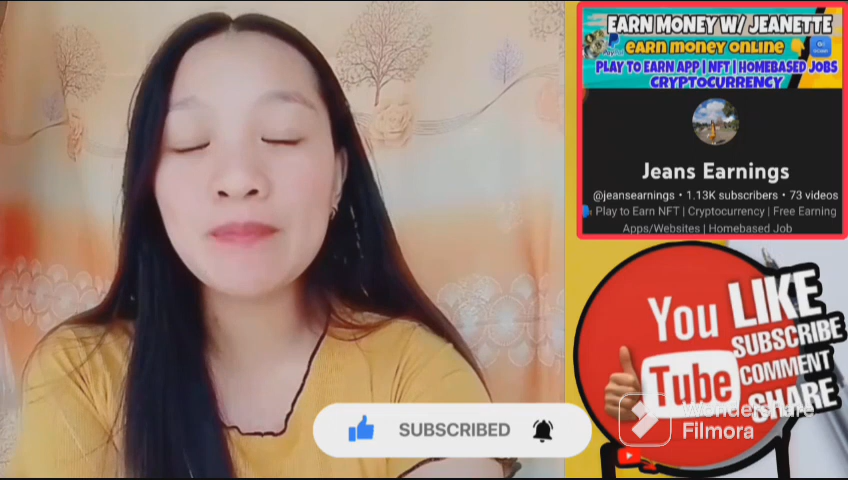 EARN MONEY W/ JEANETTE
EARN MONEY ONLINE
PLAY TO EARN APP | NFT | HOMEBASED JOBS
CRYPTOCURRENCY
Jeans Earnings
@jeansearnings • 1.13K subscribers • 73 videos
Play to Earn NFT | Cryptocurrency | Free Earning
Apps/Websites | Homebased Job
You
Tube
LIKE
SUBSCRIBE
COMMENT
SHARE
Wondershare
Filmora
SUBSCRIBED